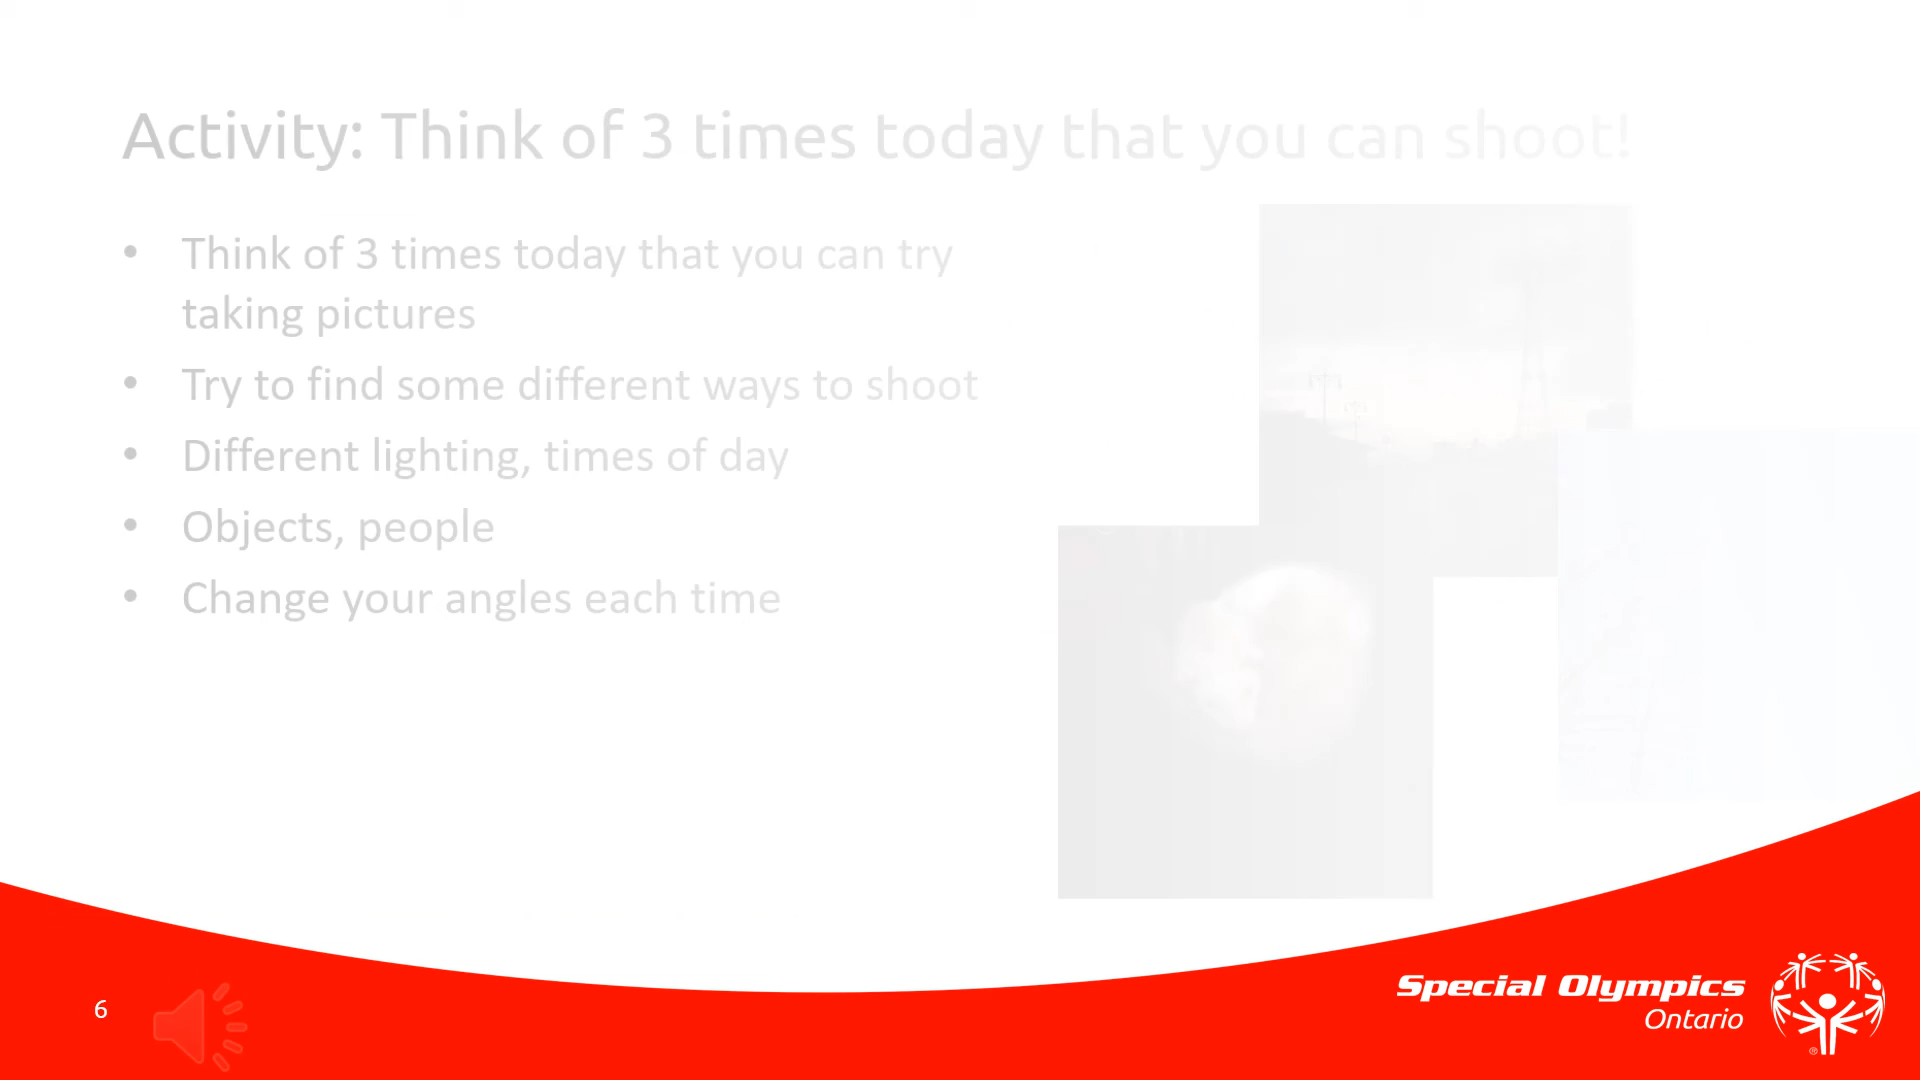 Activity: Think of 3 times today that you can shoot!
• Think of 3 times today that you can try
taking pictures
• Try to find some different ways to shoot
• Different lighting, times of day
• Objects, people
• Change your angles each time
6
Special Olympics
Ontario
®